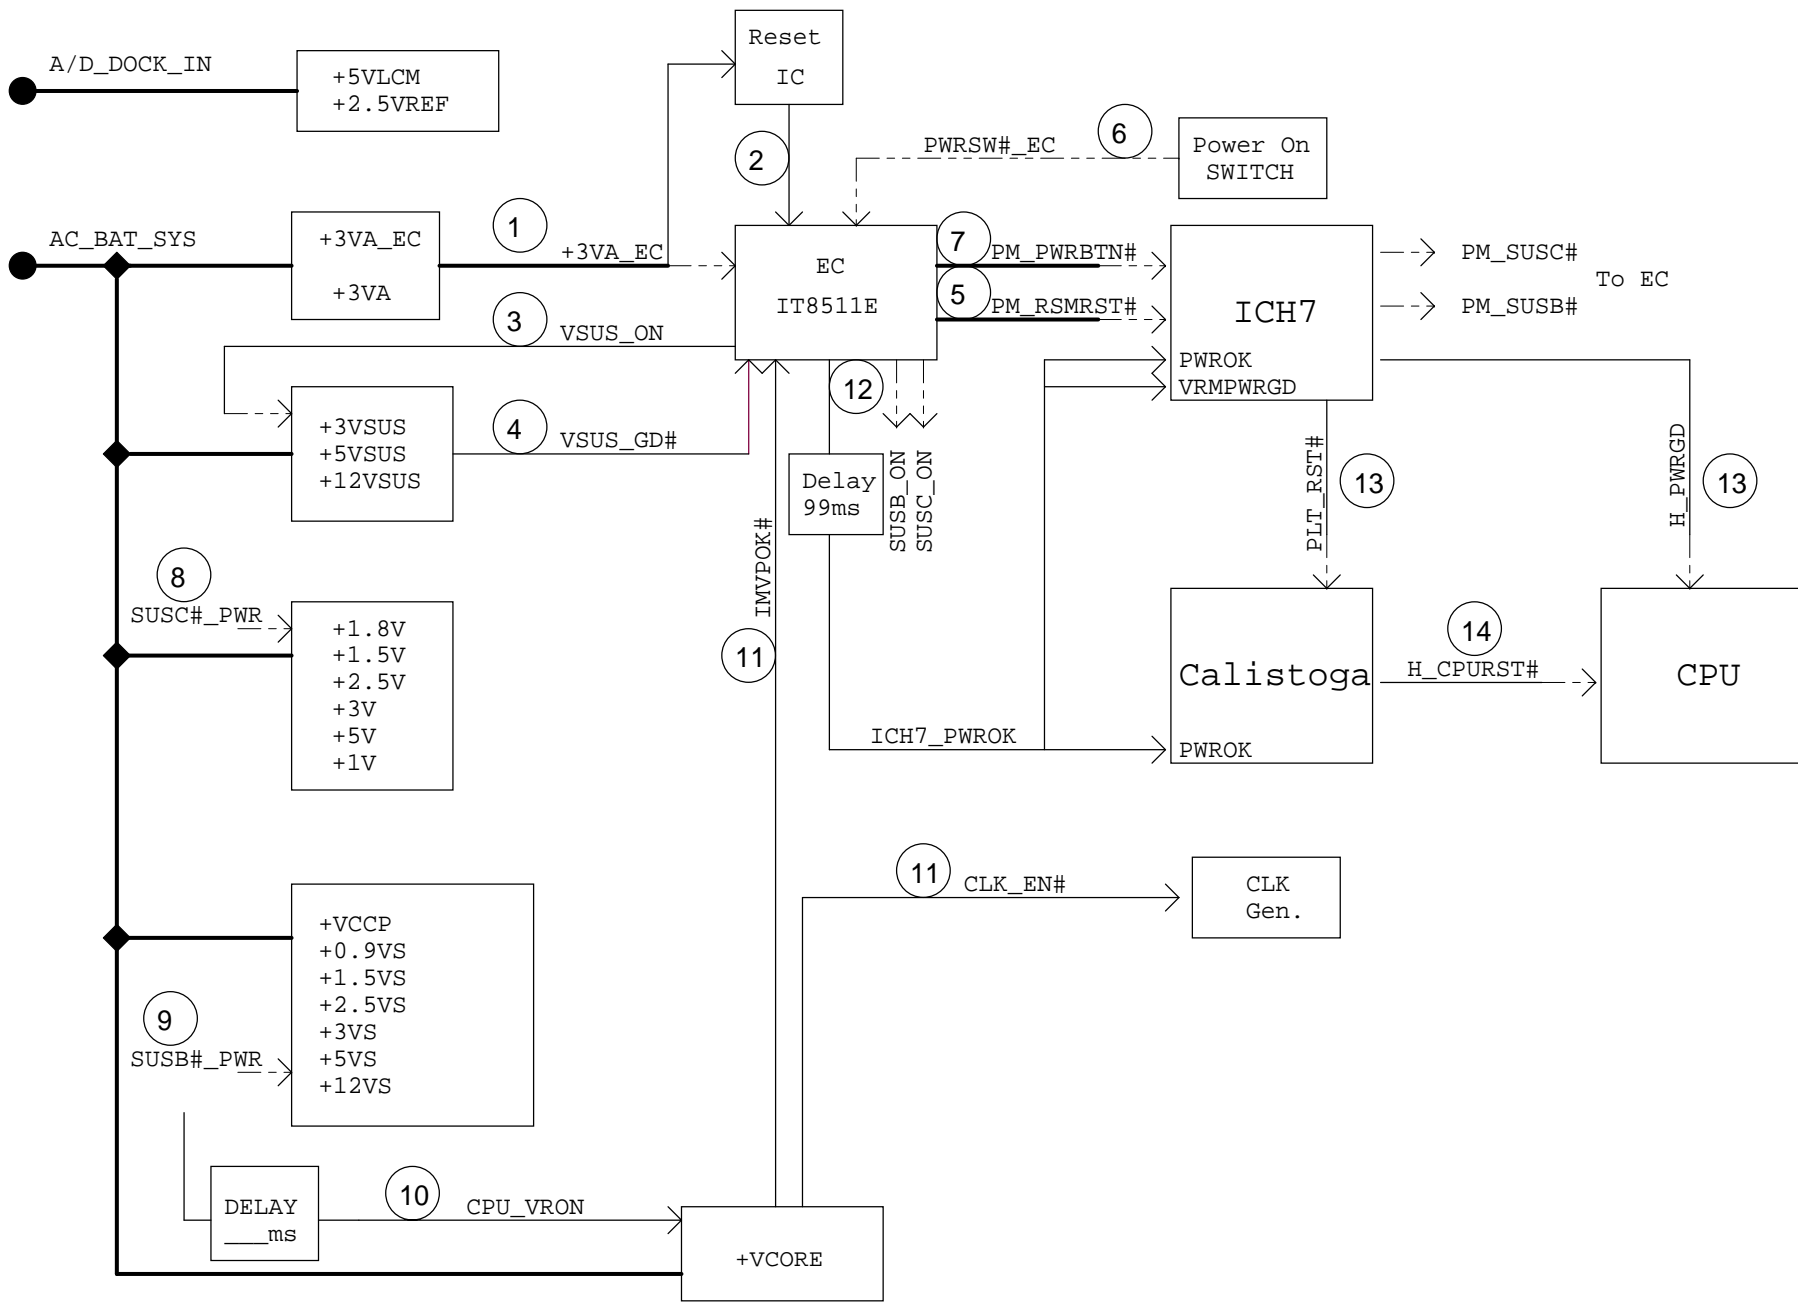 Reset
IC
A/D_DOCK_IN
+5VLCM
+2.5VREF
2
PWRSW#_EC
6
Power On
SWITCH
AC_BAT_SYS
+3VA_EC
+3VA
1
+3VA_EC
EC
IT8511E
7
PM_PWRBTN#
5
PM_RSMRST#
ICH7
PWROK
VRMPWRGD
PM_SUSC#
To EC
PM_SUSB#
3
VSUS_ON
+3VSUS
+5VSUS
+12VSUS
4
VSUS_GD#
12
Delay
99ms
SUSB_ON
SUSC_ON
IMVPOK#
11
PLT_RST#
13
H_PWRGD
13
8
SUSC#_PWR
+1.8V
+1.5V
+2.5V
+3V
+5V
+1V
ICH7_PWROK
Calistoga
PWROK
14
H_CPURST#
CPU
11
CLK_EN#
CLK
Gen.
+VCCP
+0.9VS
+1.5VS
+2.5VS
+3VS
+5VS
+12VS
9
SUSB#_PWR
DELAY
___ms
10
CPU_VRON
+VCORE